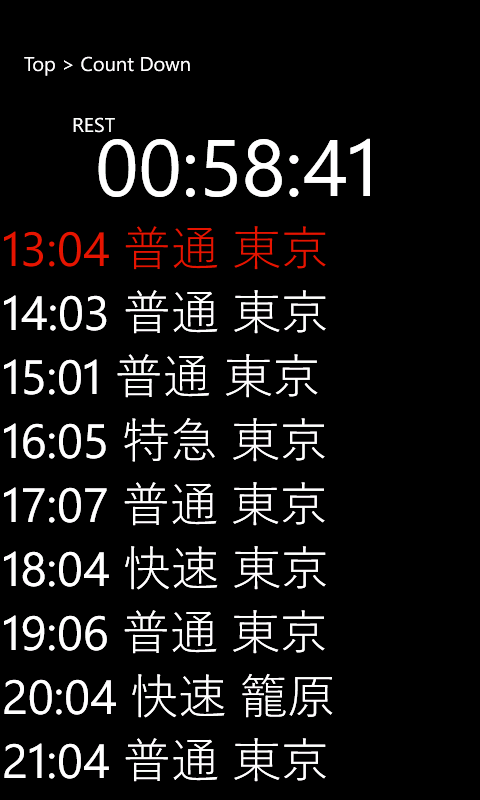 Top > Count Down
REST
00:58:41
13:04 普通 東京
14:03 普通 東京
15:01 普通 東京
16:05 特急 東京
17:07 普通 東京
18:04 快速 東京
19:06 普通 東京
20:04 快速 籠原
21:04 普通 東京